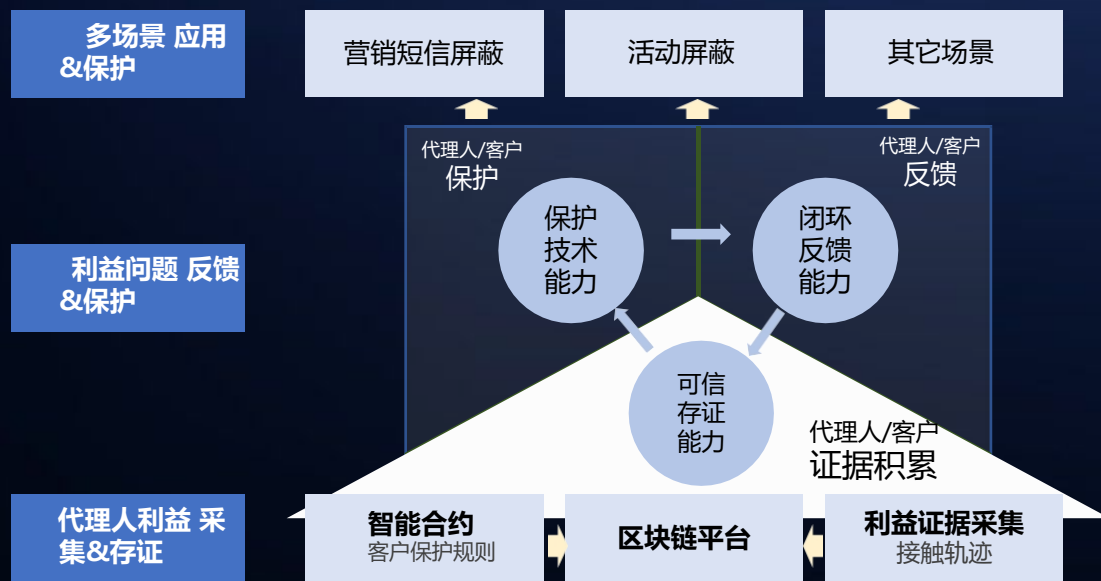 多场景 应用
&保护
营销短信屏蔽
活动屏蔽
其它场景
代理人/客户
保护
代理人/客户
反馈
保护
技术
能力
闭环
反馈
能力
利益问题 反馈
&保护
可信
存证
能力
代理人/客户
证据积累
代理人利益 采
集&存证
智能合约
客户保护规则
区块链平台
利益证据采集
接触轨迹